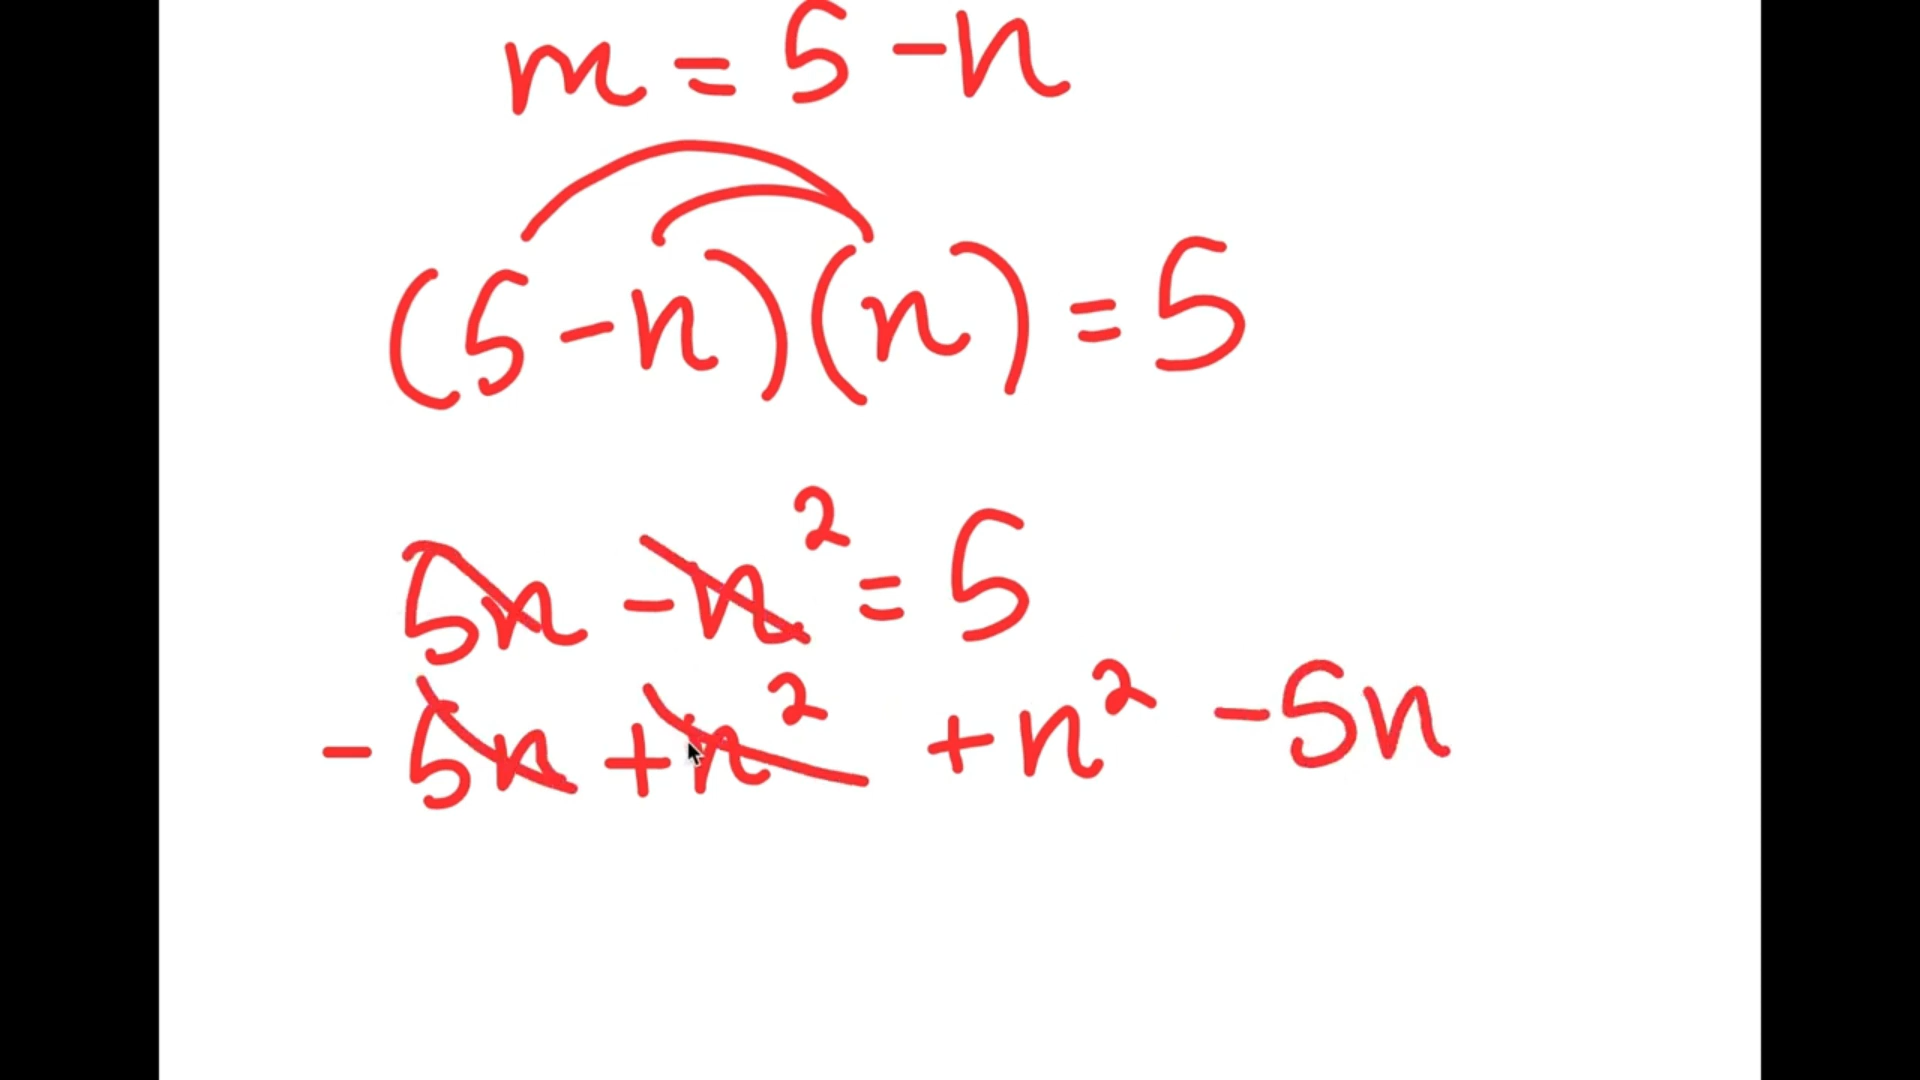 m = 5 - n
(5 - n)(n) = 5
5n - n² = 5
- 5n + n² + n² - 5n